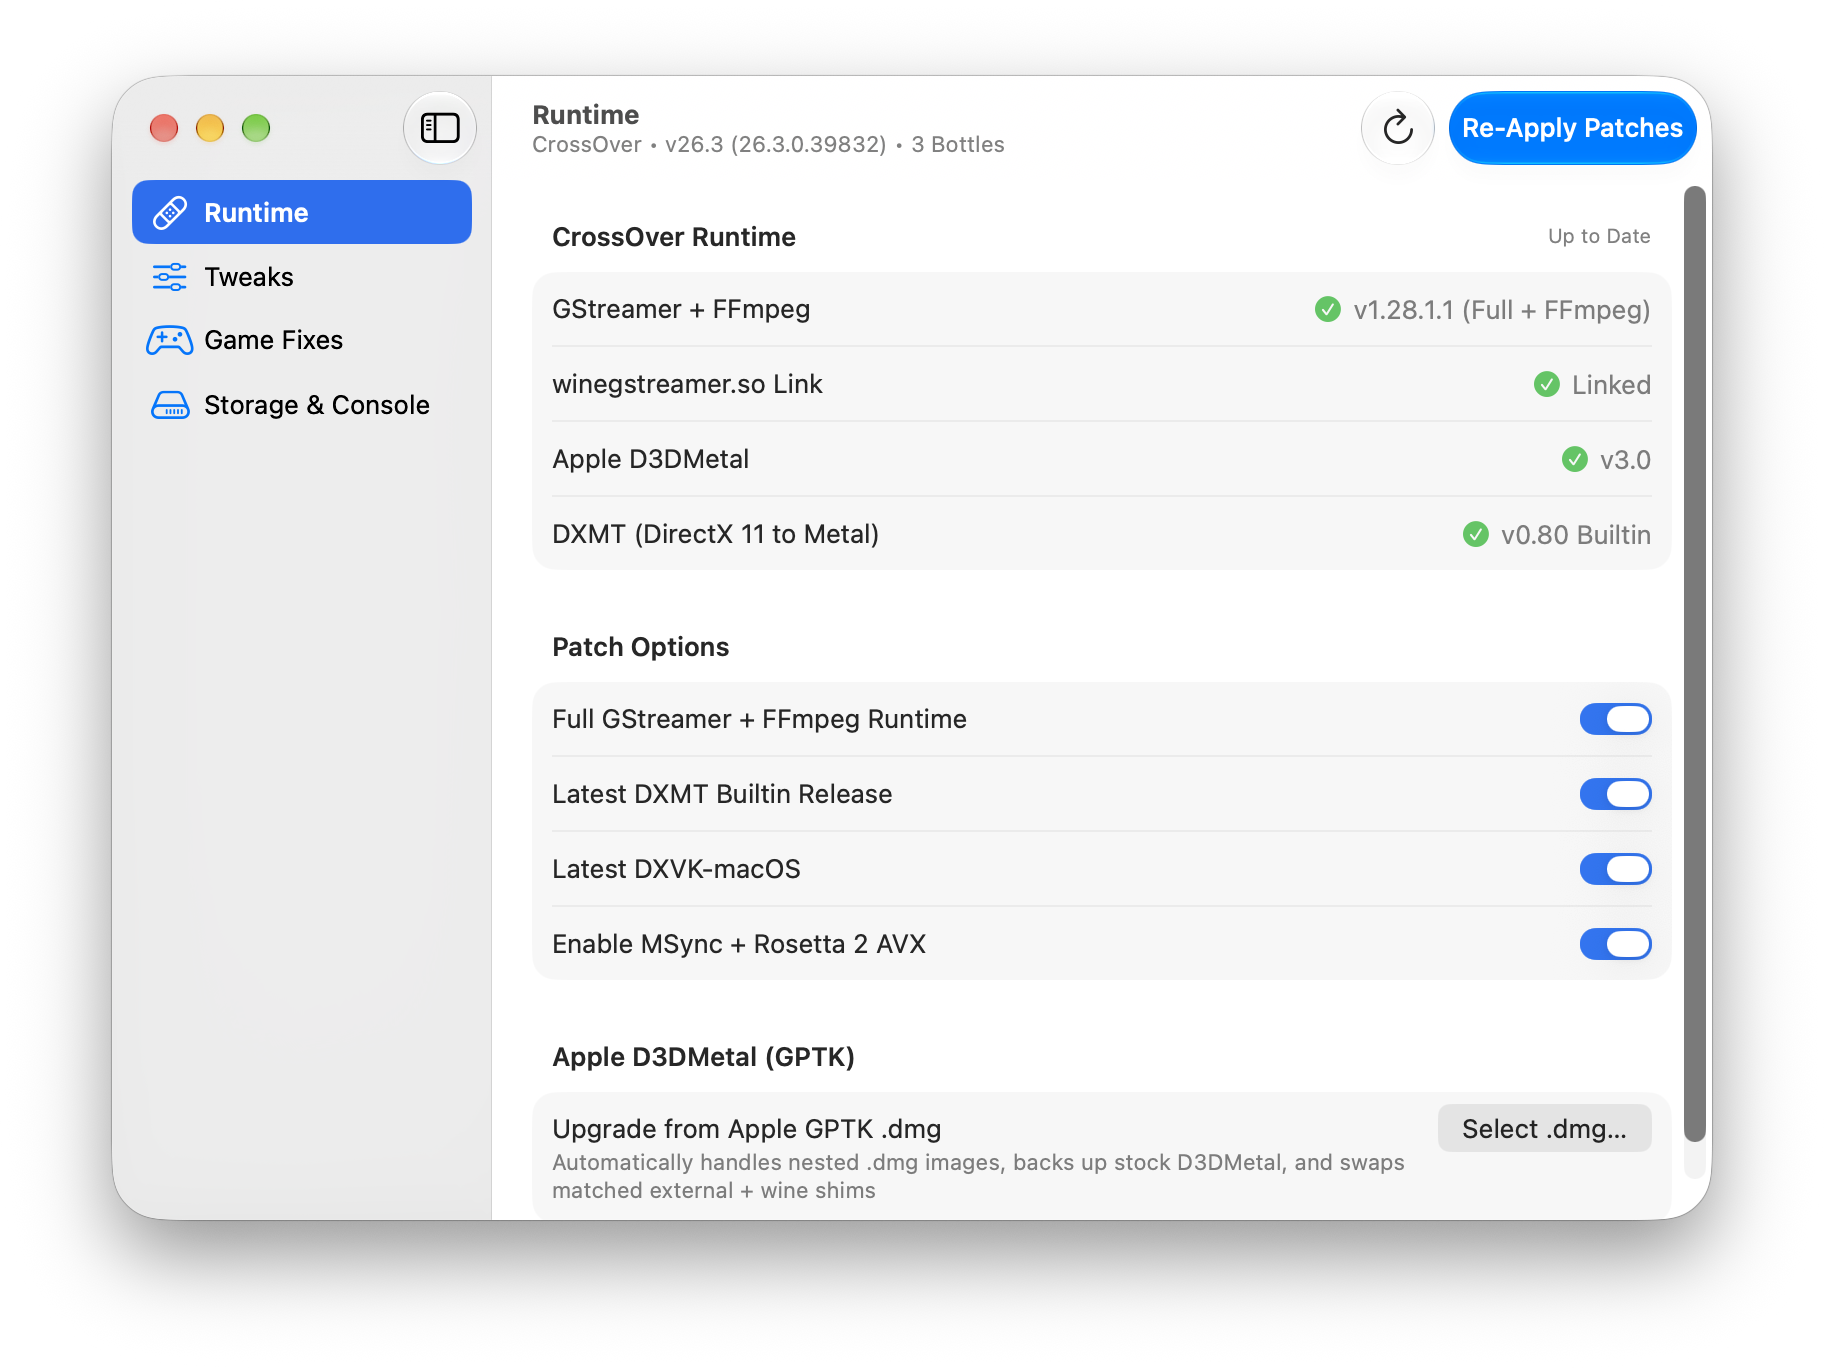 Runtime
CrossOver • v26.3 (26.3.0.39832) • 3 Bottles
Re-Apply Patches
Runtime
Tweaks
Game Fixes
Storage & Console
CrossOver Runtime
Up to Date
GStreamer + FFmpeg
v1.28.1.1 (Full + FFmpeg)
winegstreamer.so Link
Linked
Apple D3DMetal
v3.0
DXMT (DirectX 11 to Metal)
v0.80 Builtin
Patch Options
Full GStreamer + FFmpeg Runtime
Latest DXMT Builtin Release
Latest DXVK-macOS
Enable MSync + Rosetta 2 AVX
Apple D3DMetal (GPTK)
Upgrade from Apple GPTK .dmg
Select .dmg...
Automatically handles nested .dmg images, backs up stock D3DMetal, and swaps
matched external + wine shims